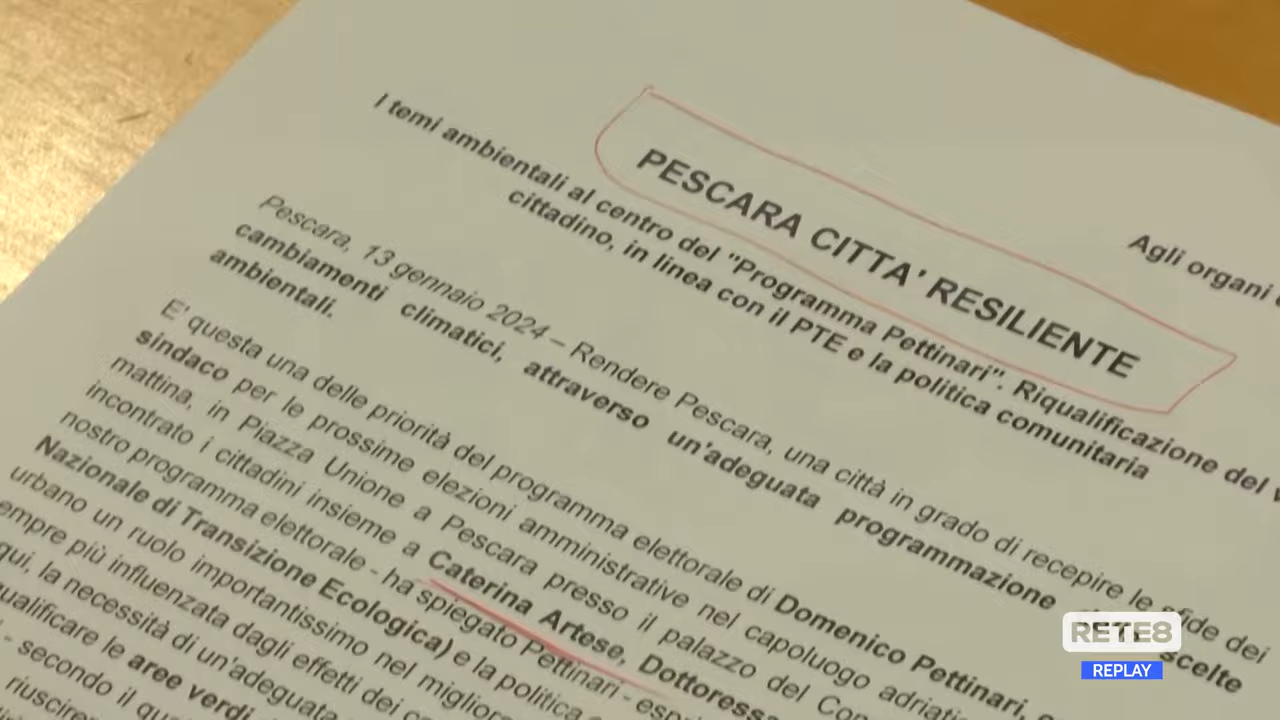 Agli organi
PESCARA CITTA' RESILIENTE
I temi ambientali al centro del "Programma Pettinari". Riqualificazione del
cittadino, in linea con il PTE e la politica comunitaria
Pescara, 13 gennaio 2024 – Rendere Pescara, una città in grado di recepire le sfide dei
cambiamenti climatici, attraverso un'adeguata programmazione scelte
ambientali.
E' questa una delle priorità del programma elettorale di Domenico Pettinari,
sindaco per le prossime elezioni amministrative nel capoluogo
mattina, in Piazza Unione a Pescara presso il palazzo del
incontrato i cittadini insieme a Caterina Artese, Dottoressa
nostro programma elettorale - ha spiegato Pettinari -
Nazionale di Transizione Ecologica) e la politica
urbano un ruolo importantissimo nel
più influenzata dagli effetti dei
qui, la necessità di un'adeguata
le aree verdi,
- secondo il
RETE8
REPLAY